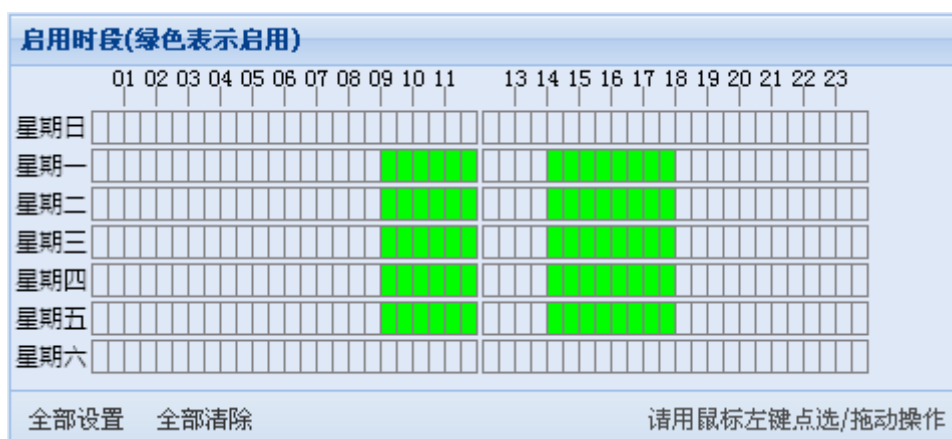 启用时段(绿色表示启用)
01 02 03 04 05 06 07 08 09 10 11 13 14 15 16 17 18 19 20 21 22 23
星期日
星期一
星期二
星期三
星期四
星期五
星期六
全部设置 全部清除 请用鼠标左键点选/拖动操作